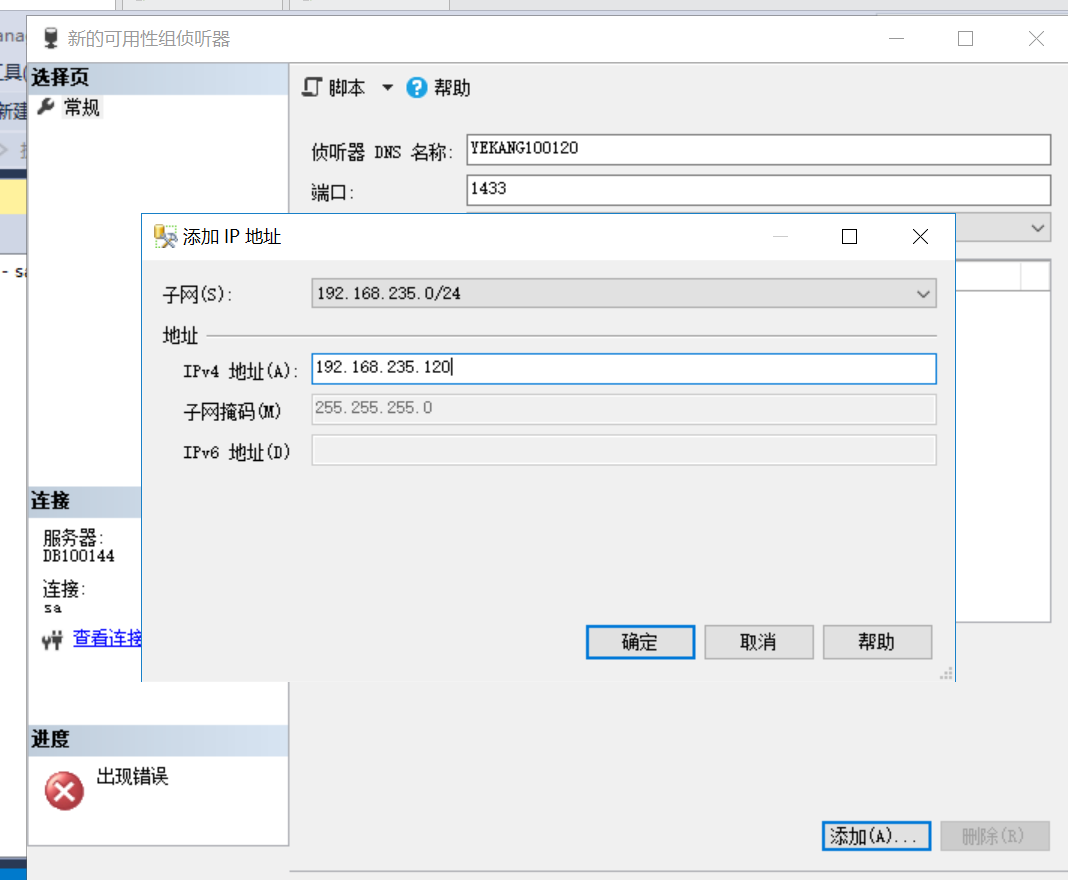 新的可用性组侦听器
选择页
常规
脚本
帮助
侦听器 DNS 名称:
YEKANG100120
端口:
1433
添加 IP 地址
子网(S):
192.168.235.0/24
地址
IPv4 地址(A):
192.168.235.120
子网掩码(M)
255.255.255.0
IPv6 地址(D)
确定
取消
帮助
连接
服务器:
DB100144
连接:
sa
查看连接
进度
出现错误
添加(A)...
删除(R)
工具(
新建
- sa